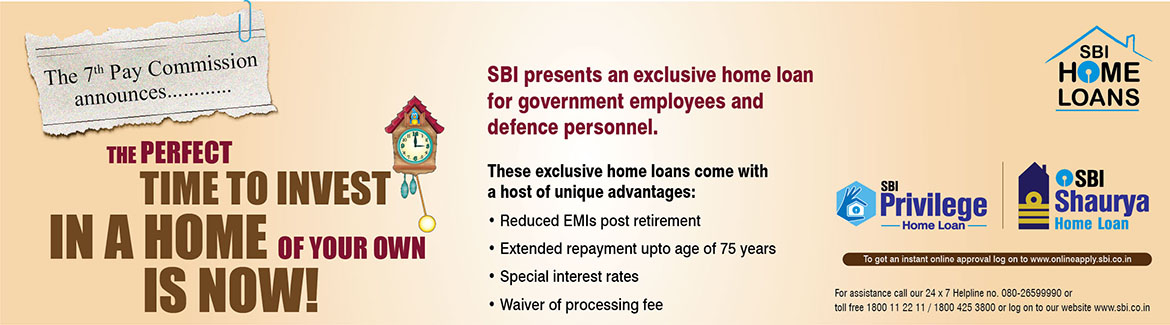 The 7th Pay Commission
announces............
THE PERFECT
TIME TO INVEST
IN A HOME OF YOUR OWN
IS NOW!
SBI presents an exclusive home loan
for government employees and
defence personnel.
These exclusive home loans come with
a host of unique advantages:
• Reduced EMIs post retirement
• Extended repayment upto age of 75 years
• Special interest rates
• Waiver of processing fee
SBI
HOME
LOANS
SBI
Privilege
Home Loan
SBI
Shaurya
Home Loan
To get an instant online approval log on to www.onlineapply.sbi.co.in
For assistance call our 24 x 7 Helpline no. 080-26599990 or
toll free 1800 11 22 11 / 1800 425 3800 or log on to our website www.sbi.co.in